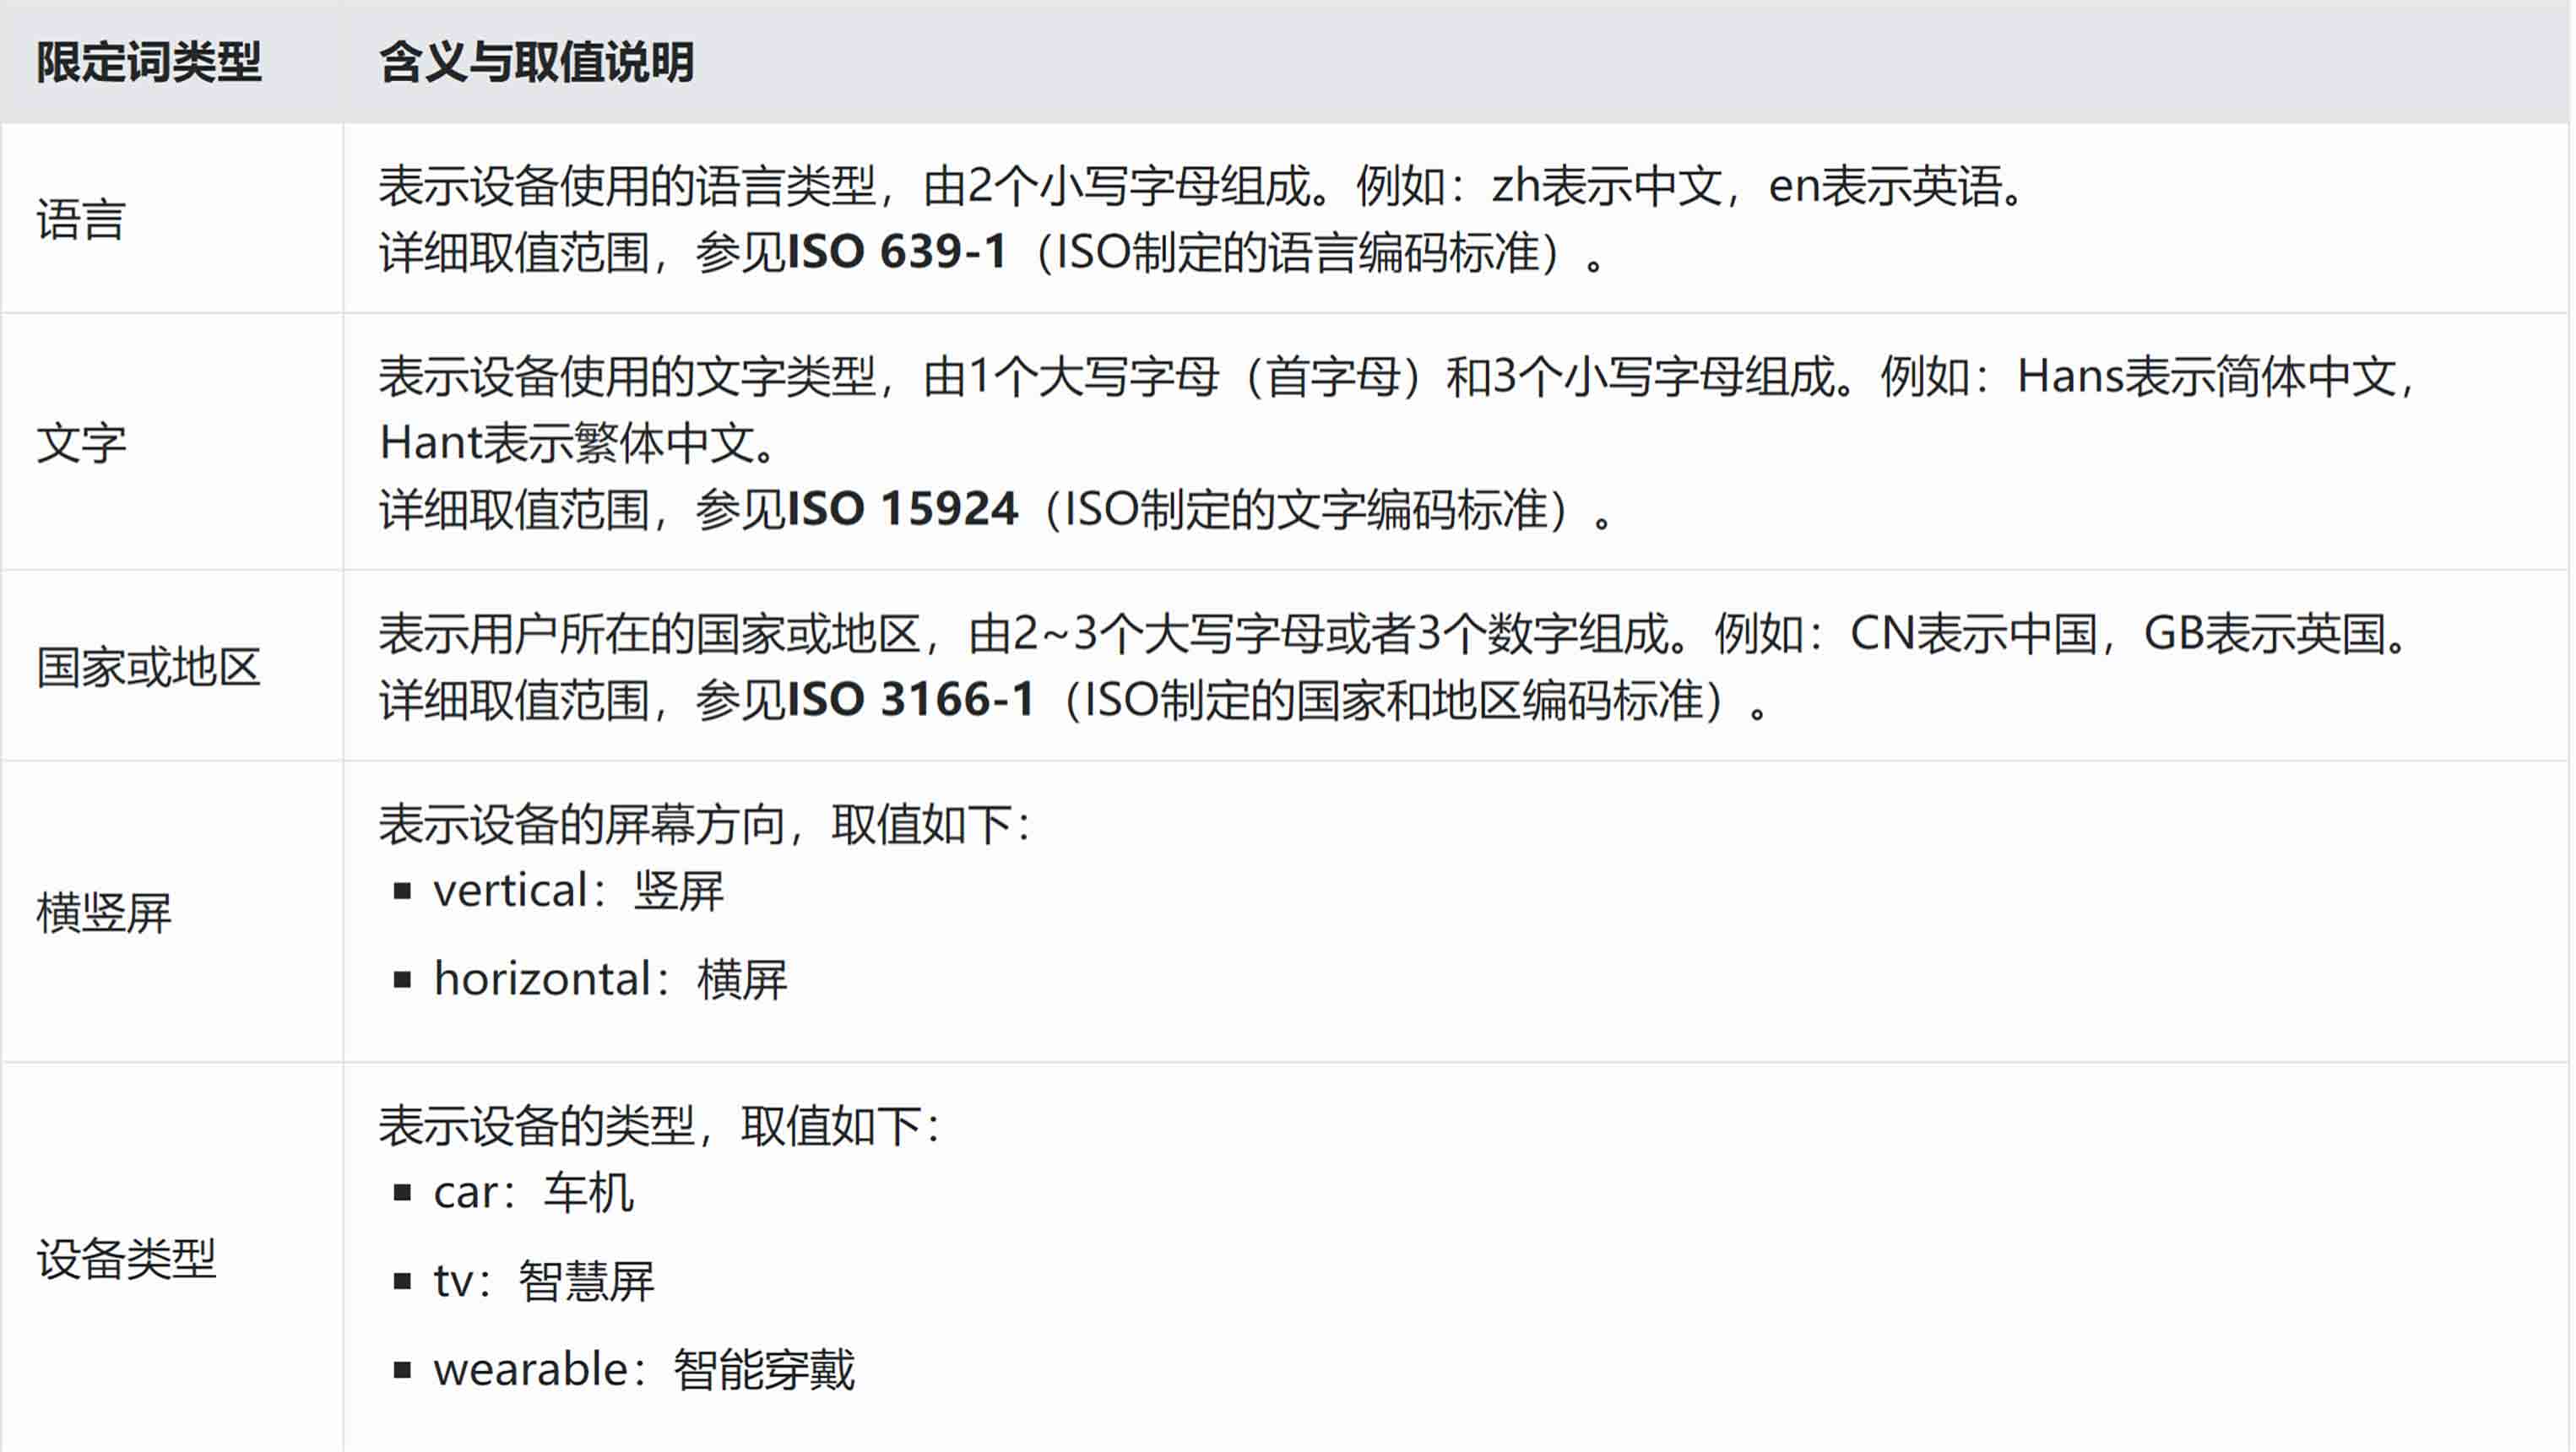 限定词类型
含义与取值说明
语言
表示设备使用的语言类型，由2个小写字母组成。例如：zh表示中文，en表示英语。
详细取值范围，参见ISO 639-1（ISO制定的语言编码标准）。
文字
表示设备使用的文字类型，由1个大写字母（首字母）和3个小写字母组成。例如：Hans表示简体中文，
Hant表示繁体中文。
详细取值范围，参见ISO 15924（ISO制定的文字编码标准）。
国家或地区
表示用户所在的国家或地区，由2~3个大写字母或者3个数字组成。例如：CN表示中国，GB表示英国。
详细取值范围，参见ISO 3166-1（ISO制定的国家和地区编码标准）。
横竖屏
表示设备的屏幕方向，取值如下：
▪ vertical：竖屏
▪ horizontal：横屏
设备类型
表示设备的类型，取值如下：
▪ car：车机
▪ tv：智慧屏
▪ wearable：智能穿戴